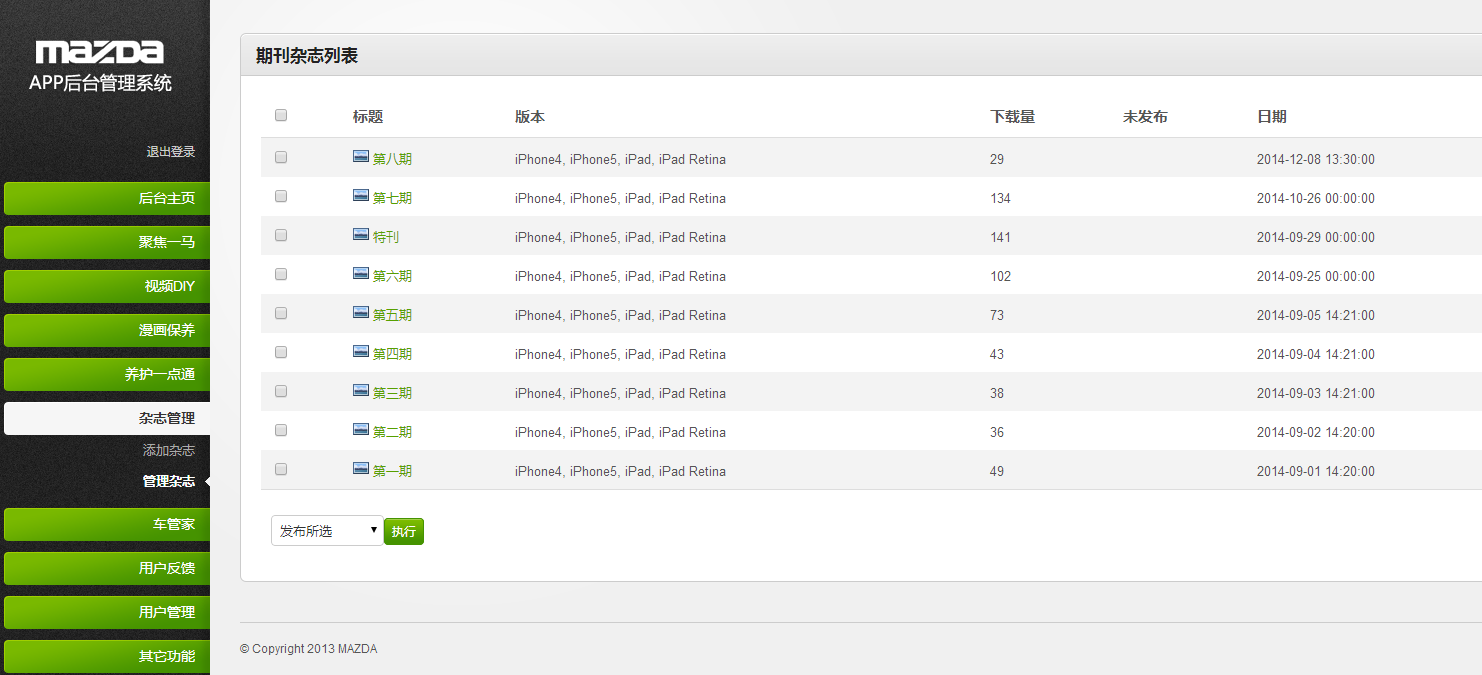 mazda
APP后台管理系统
退出登录
后台主页
聚焦一马
视频DIY
漫画保养
养护一点通
杂志管理
添加杂志
管理杂志
车管家
用户反馈
用户管理
其它功能
期刊杂志列表
标题 版本 下载量 未发布 日期
第八期 iPhone4, iPhone5, iPad, iPad Retina 29 2014-12-08 13:30:00
第七期 iPhone4, iPhone5, iPad, iPad Retina 134 2014-10-26 00:00:00
特刊 iPhone4, iPhone5, iPad, iPad Retina 141 2014-09-29 00:00:00
第六期 iPhone4, iPhone5, iPad, iPad Retina 102 2014-09-25 00:00:00
第五期 iPhone4, iPhone5, iPad, iPad Retina 73 2014-09-05 14:21:00
第四期 iPhone4, iPhone5, iPad, iPad Retina 43 2014-09-04 14:21:00
第三期 iPhone4, iPhone5, iPad, iPad Retina 38 2014-09-03 14:21:00
第二期 iPhone4, iPhone5, iPad, iPad Retina 36 2014-09-02 14:20:00
第一期 iPhone4, iPhone5, iPad, iPad Retina 49 2014-09-01 14:20:00
发布所选 执行
© Copyright 2013 MAZDA